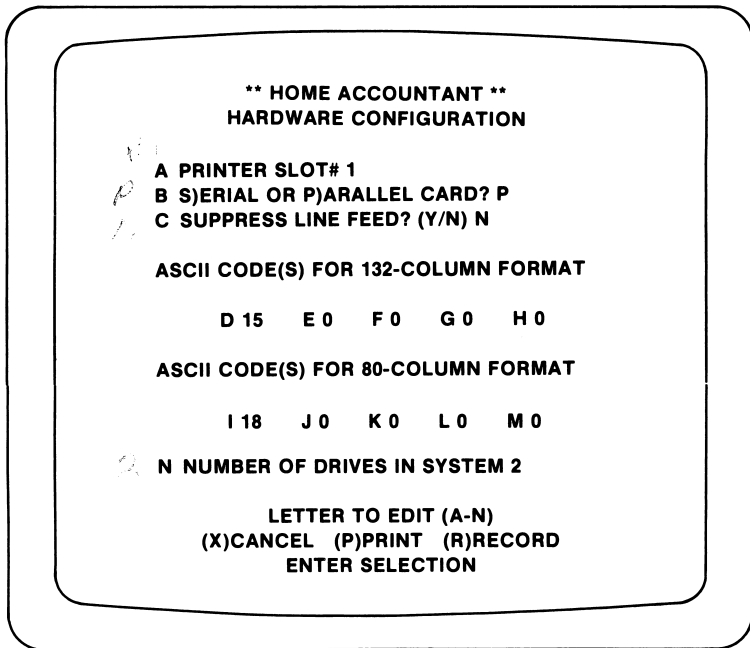 ** HOME ACCOUNTANT **
HARDWARE CONFIGURATION
A PRINTER SLOT# 1
P B S)ERIAL OR P)ARALLEL CARD? P
C SUPPRESS LINE FEED? (Y/N) N
ASCII CODE(S) FOR 132-COLUMN FORMAT
D 15 E 0 F 0 G 0 H 0
ASCII CODE(S) FOR 80-COLUMN FORMAT
I 18 J 0 K 0 L 0 M 0
2 N NUMBER OF DRIVES IN SYSTEM 2
LETTER TO EDIT (A-N)
(X)CANCEL (P)PRINT (R)RECORD
ENTER SELECTION